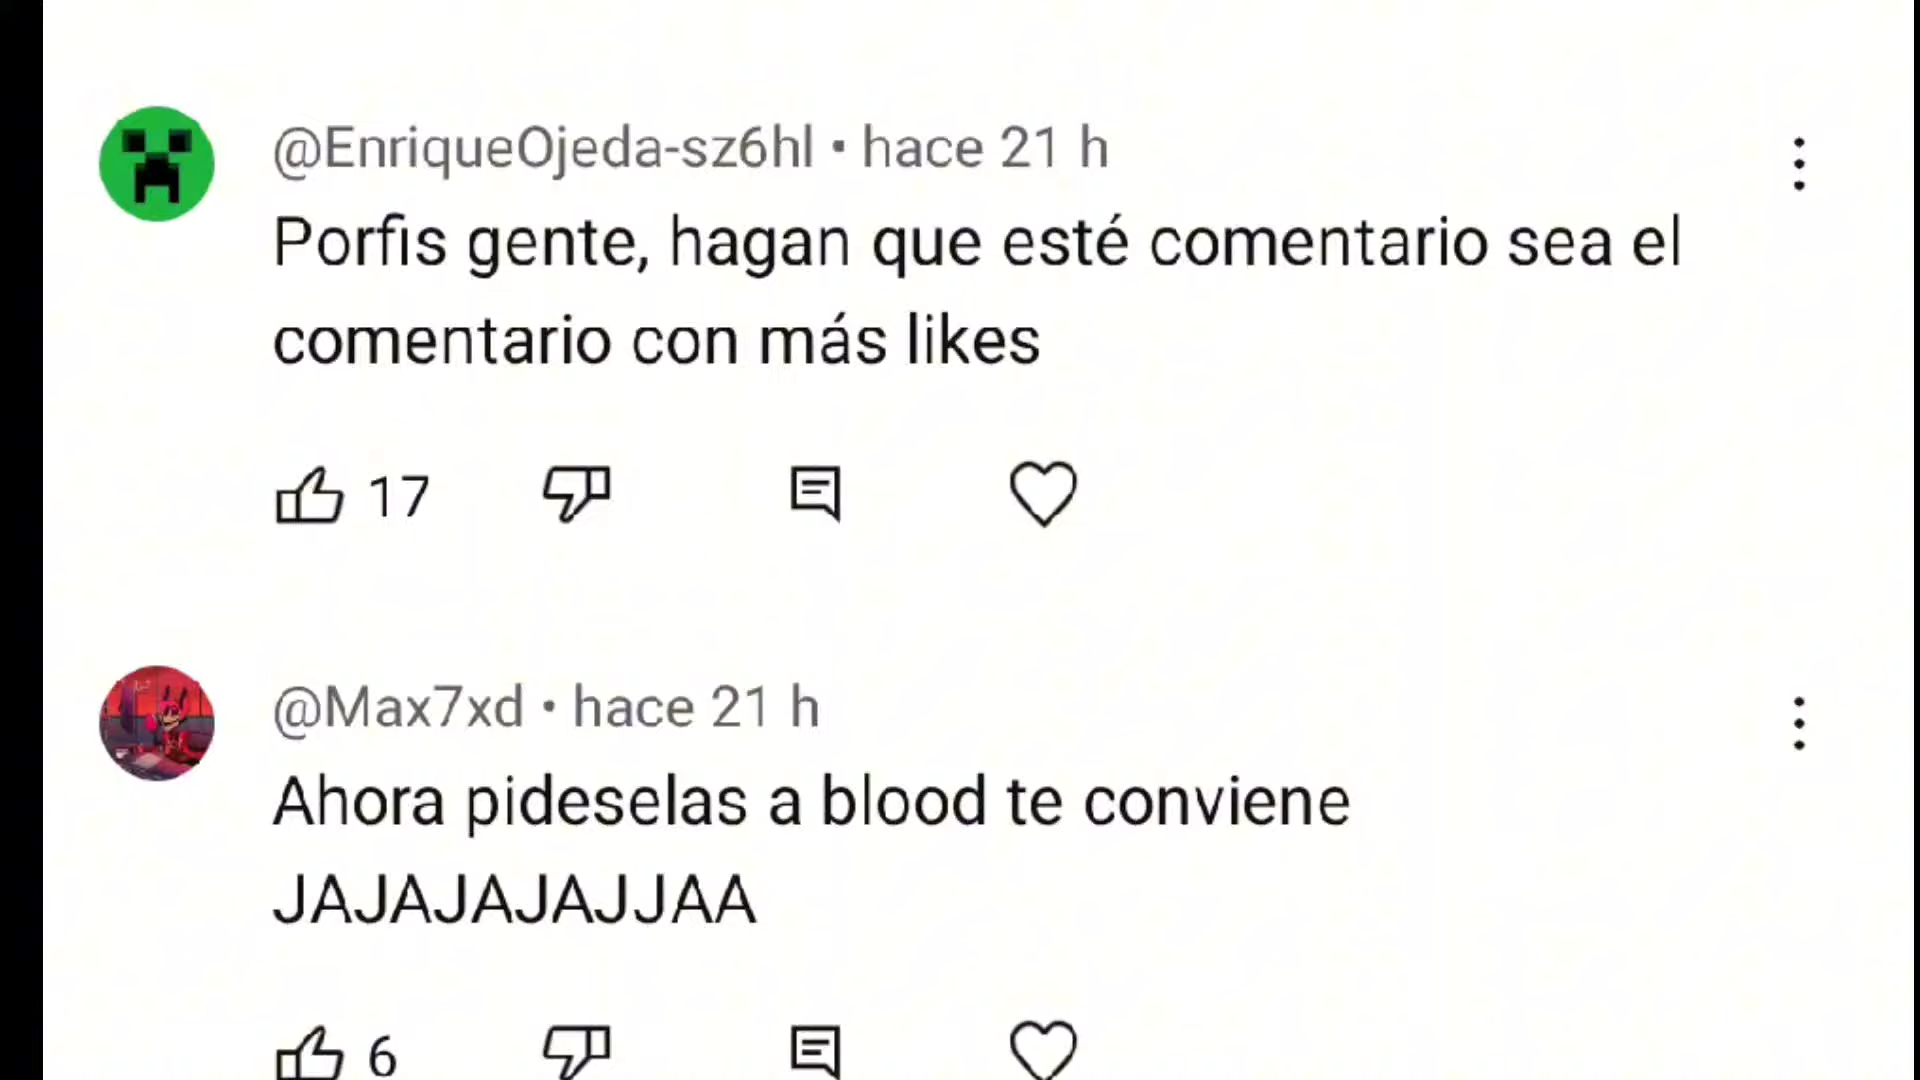 @EnriqueOjeda-sz6hl • hace 21 h
Porfis gente, hagan que esté comentario sea el
comentario con más likes
17
@Max7xd • hace 21 h
Ahora pideselas a blood te conviene
JAJAJAJAJJAA
6